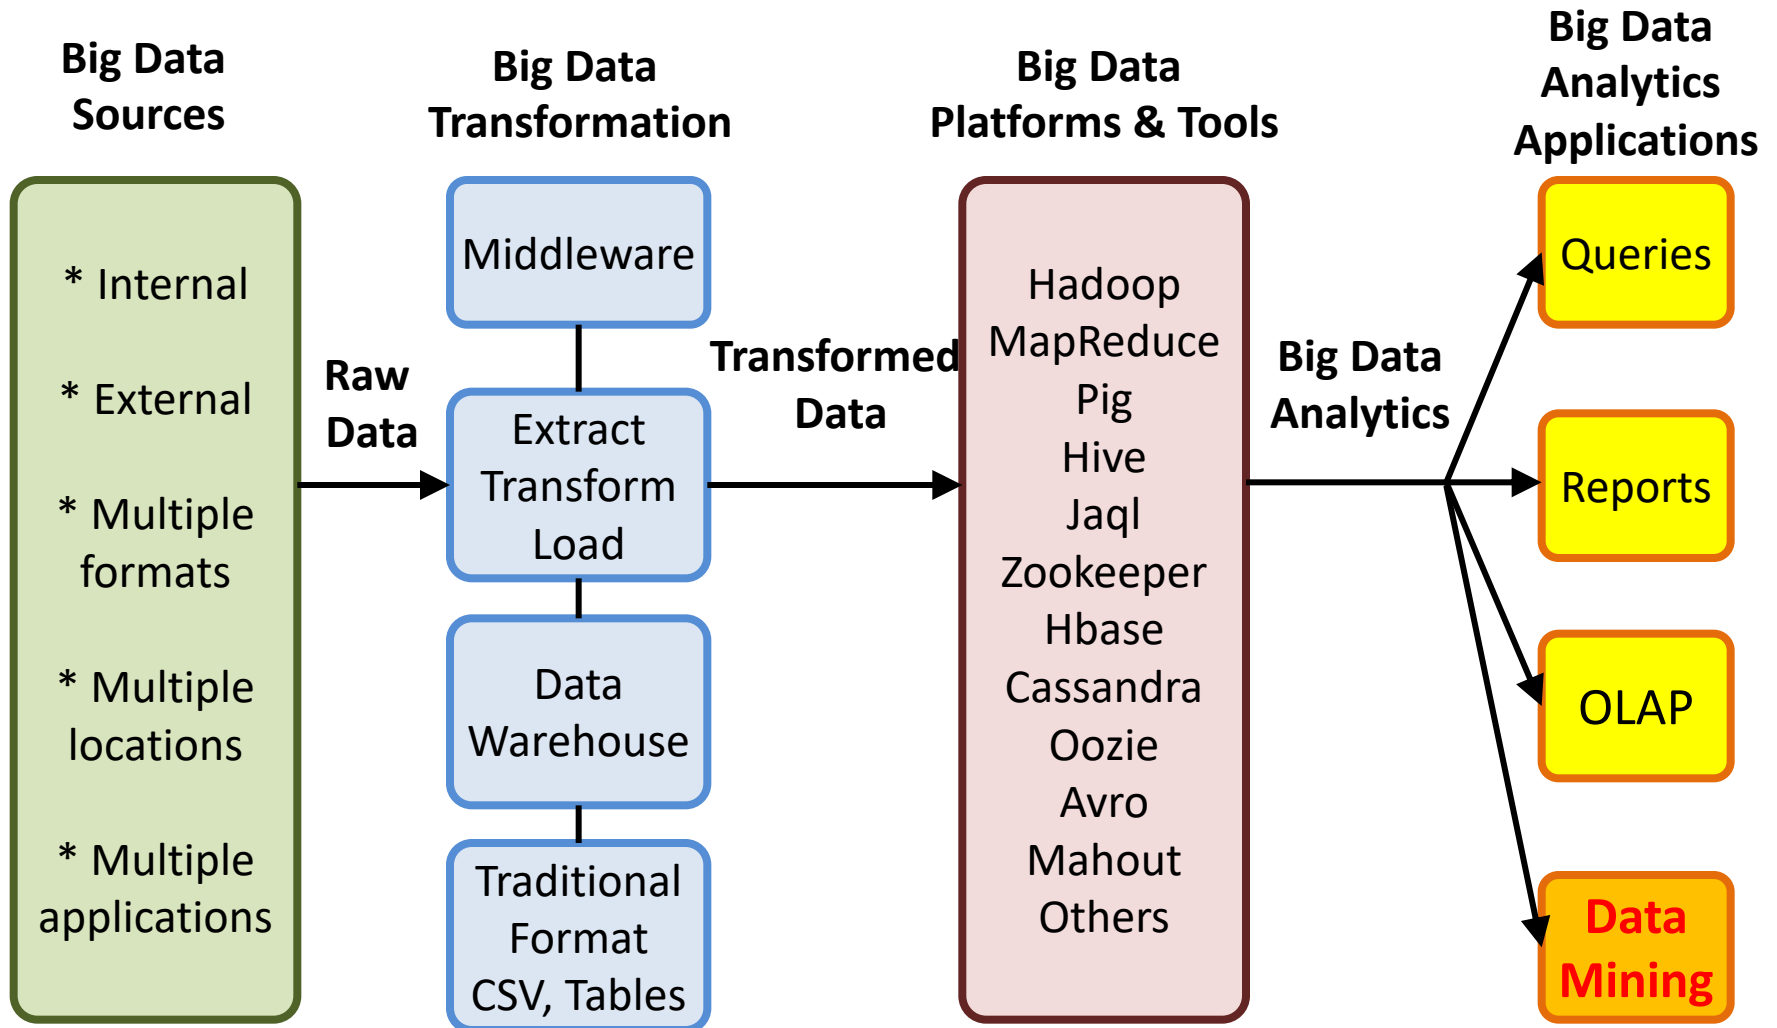 Big Data
Sources
* Internal
* External
* Multiple
formats
* Multiple
locations
* Multiple
applications
Raw
Data
Big Data
Transformation
Middleware
Extract
Transform
Load
Data
Warehouse
Traditional
Format
CSV, Tables
Transformed
Data
Big Data
Platforms & Tools
Hadoop
MapReduce
Pig
Hive
Jaql
Zookeeper
Hbase
Cassandra
Oozie
Avro
Mahout
Others
Big Data
Analytics
Big Data
Analytics
Applications
Queries
Reports
OLAP
Data
Mining